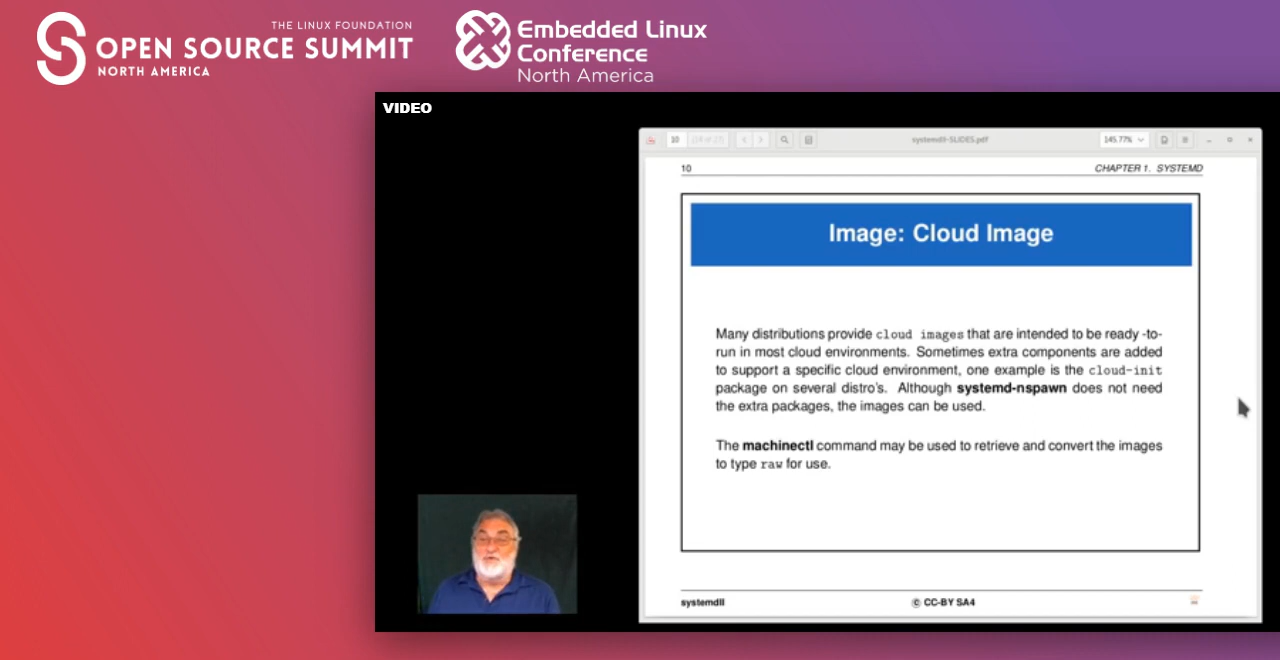 THE LINUX FOUNDATION
OPEN SOURCE SUMMIT
NORTH AMERICA
Embedded Linux
Conference
North America
VIDEO
10 (14 of 27) systemdII-SLIDES.pdf 145.77%
10 CHAPTER 1. SYSTEMD
Image: Cloud Image
Many distributions provide cloud images that are intended to be ready -to-
run in most cloud environments. Sometimes extra components are added
to support a specific cloud environment, one example is the cloud-init
package on several distro's. Although systemd-nspawn does not need
the extra packages, the images can be used.
The machinectl command may be used to retrieve and convert the images
to type raw for use.
systemdII © CC-BY SA4